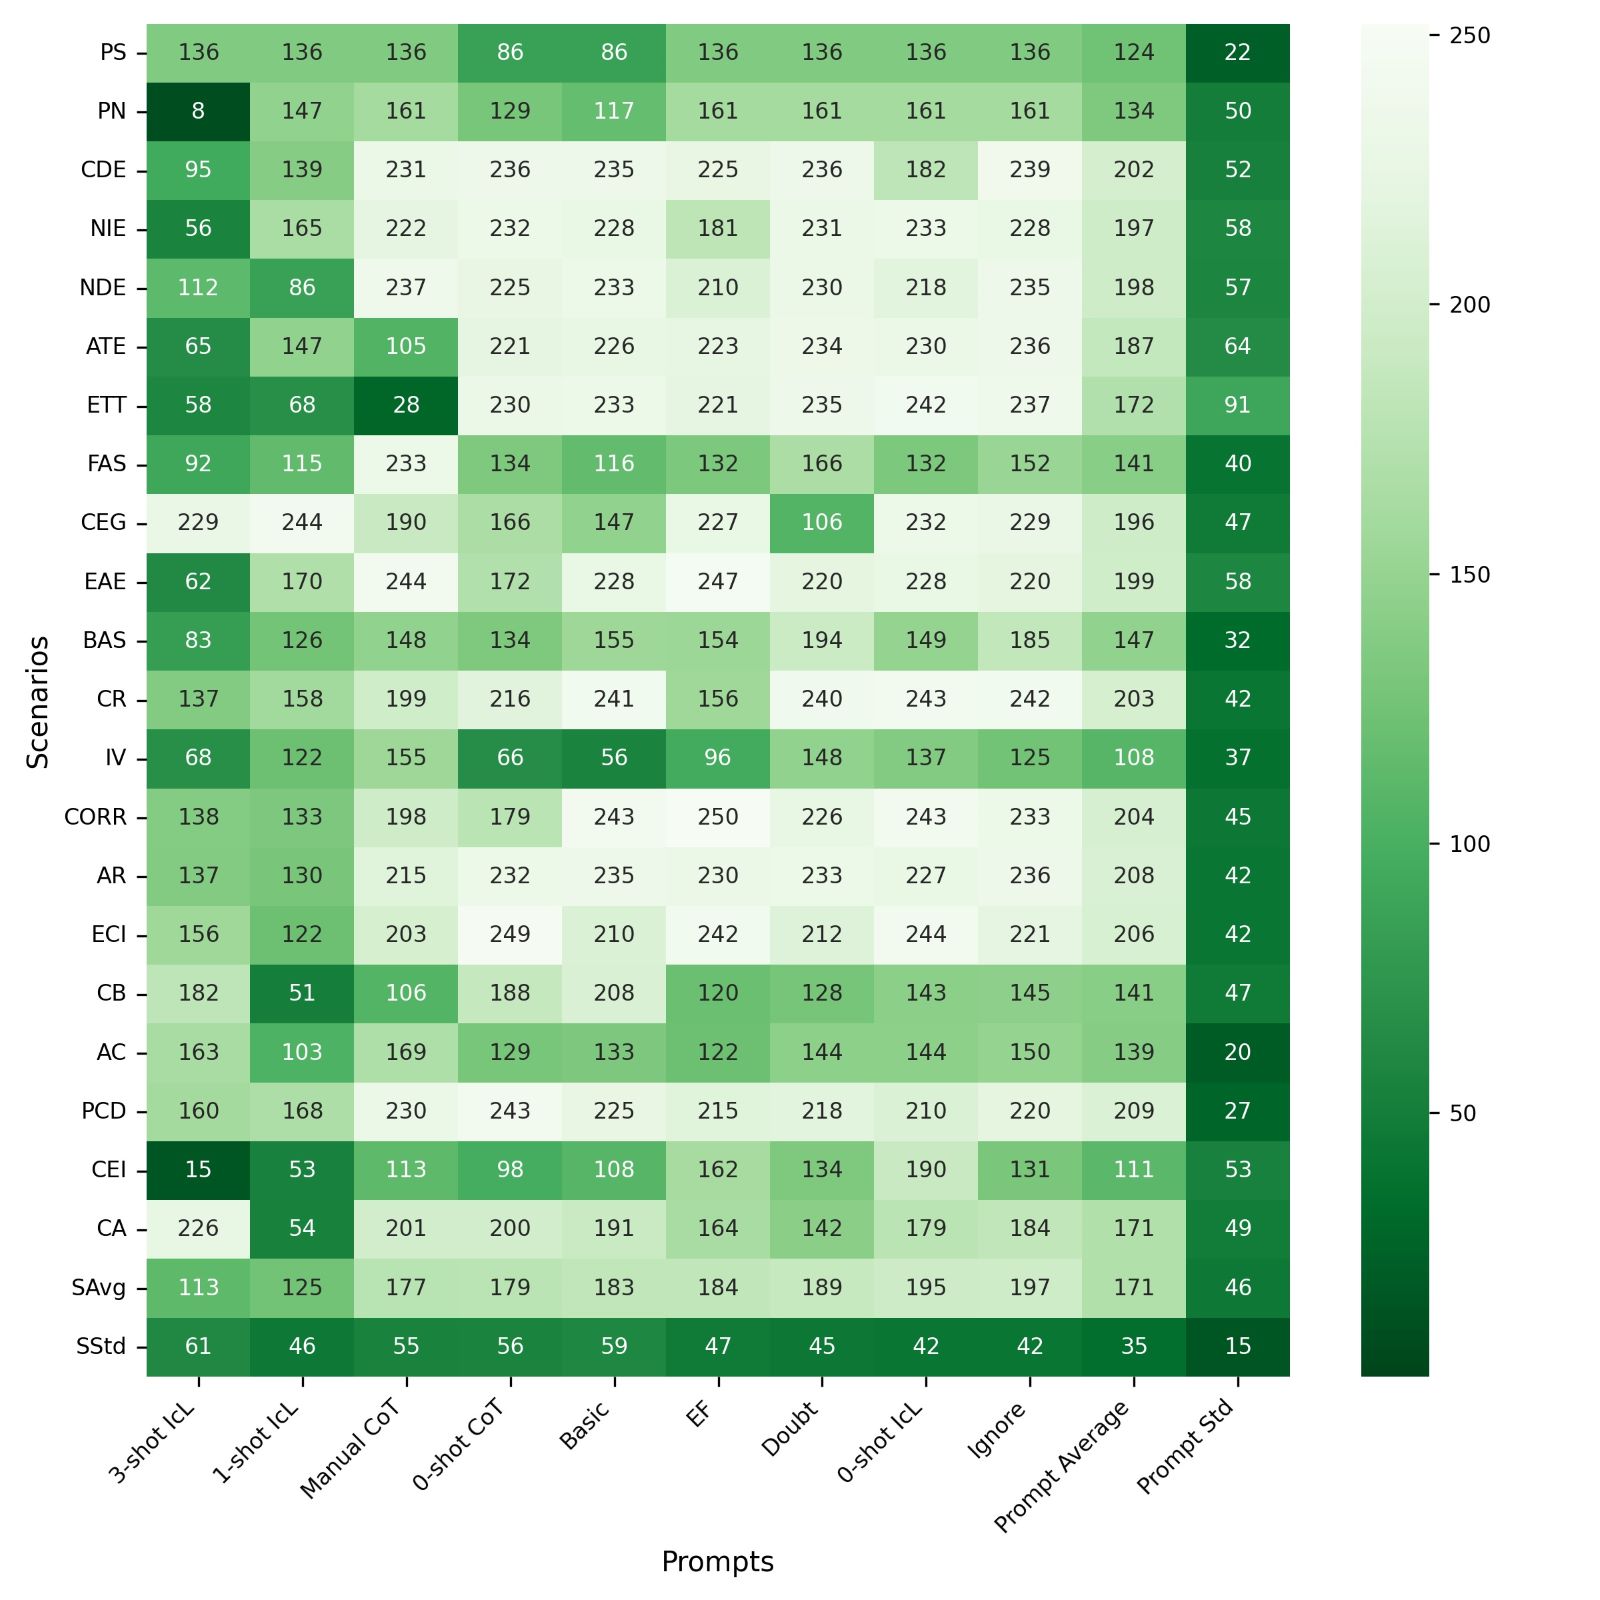 PS 136 136 136 86 86 136 136 136 136 124 22
PN 8 147 161 129 117 161 161 161 161 134 50
CDE 95 139 231 236 235 225 236 182 239 202 52
NIE 56 165 222 232 228 181 231 233 228 197 58
NDE 112 86 237 225 233 210 230 218 235 198 57
ATE 65 147 105 221 226 223 234 230 236 187 64
ETT 58 68 28 230 233 221 235 242 237 172 91
FAS 92 115 233 134 116 132 166 132 152 141 40
CEG 229 244 190 166 147 227 106 232 229 196 47
EAE 62 170 244 172 228 247 220 228 220 199 58
BAS 83 126 148 134 155 154 194 149 185 147 32
CR 137 158 199 216 241 156 240 243 242 203 42
IV 68 122 155 66 56 96 148 137 125 108 37
CORR 138 133 198 179 243 250 226 243 233 204 45
AR 137 130 215 232 235 230 233 227 236 208 42
ECI 156 122 203 249 210 242 212 244 221 206 42
CB 182 51 106 188 208 120 128 143 145 141 47
AC 163 103 169 129 133 122 144 144 150 139 20
PCD 160 168 230 243 225 215 218 210 220 209 27
CEI 15 53 113 98 108 162 134 190 131 111 53
CA 226 54 201 200 191 164 142 179 184 171 49
SAvg 113 125 177 179 183 184 189 195 197 171 46
SStd 61 46 55 56 59 47 45 42 42 35 15
3-shot IcL
1-shot IcL
Manual CoT
0-shot CoT
Basic
EF
Doubt
0-shot IcL
Ignore
Prompt Average
Prompt Std
Prompts
Scenarios
250
200
150
100
50